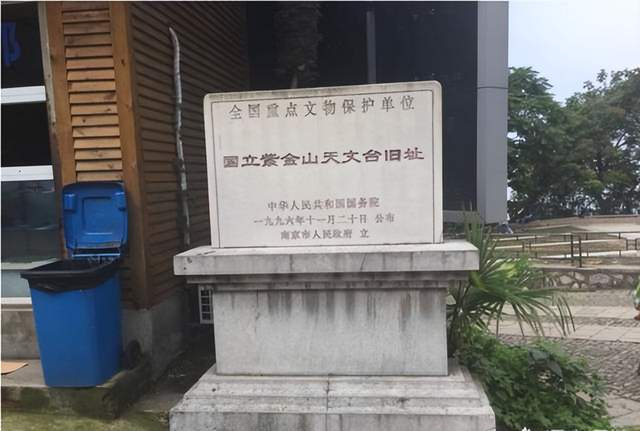 全国重点文物保护单位
国立紫金山天文台旧址
中华人民共和国国务院
一九九六年十一月二十日 公布
南京市人民政府 立